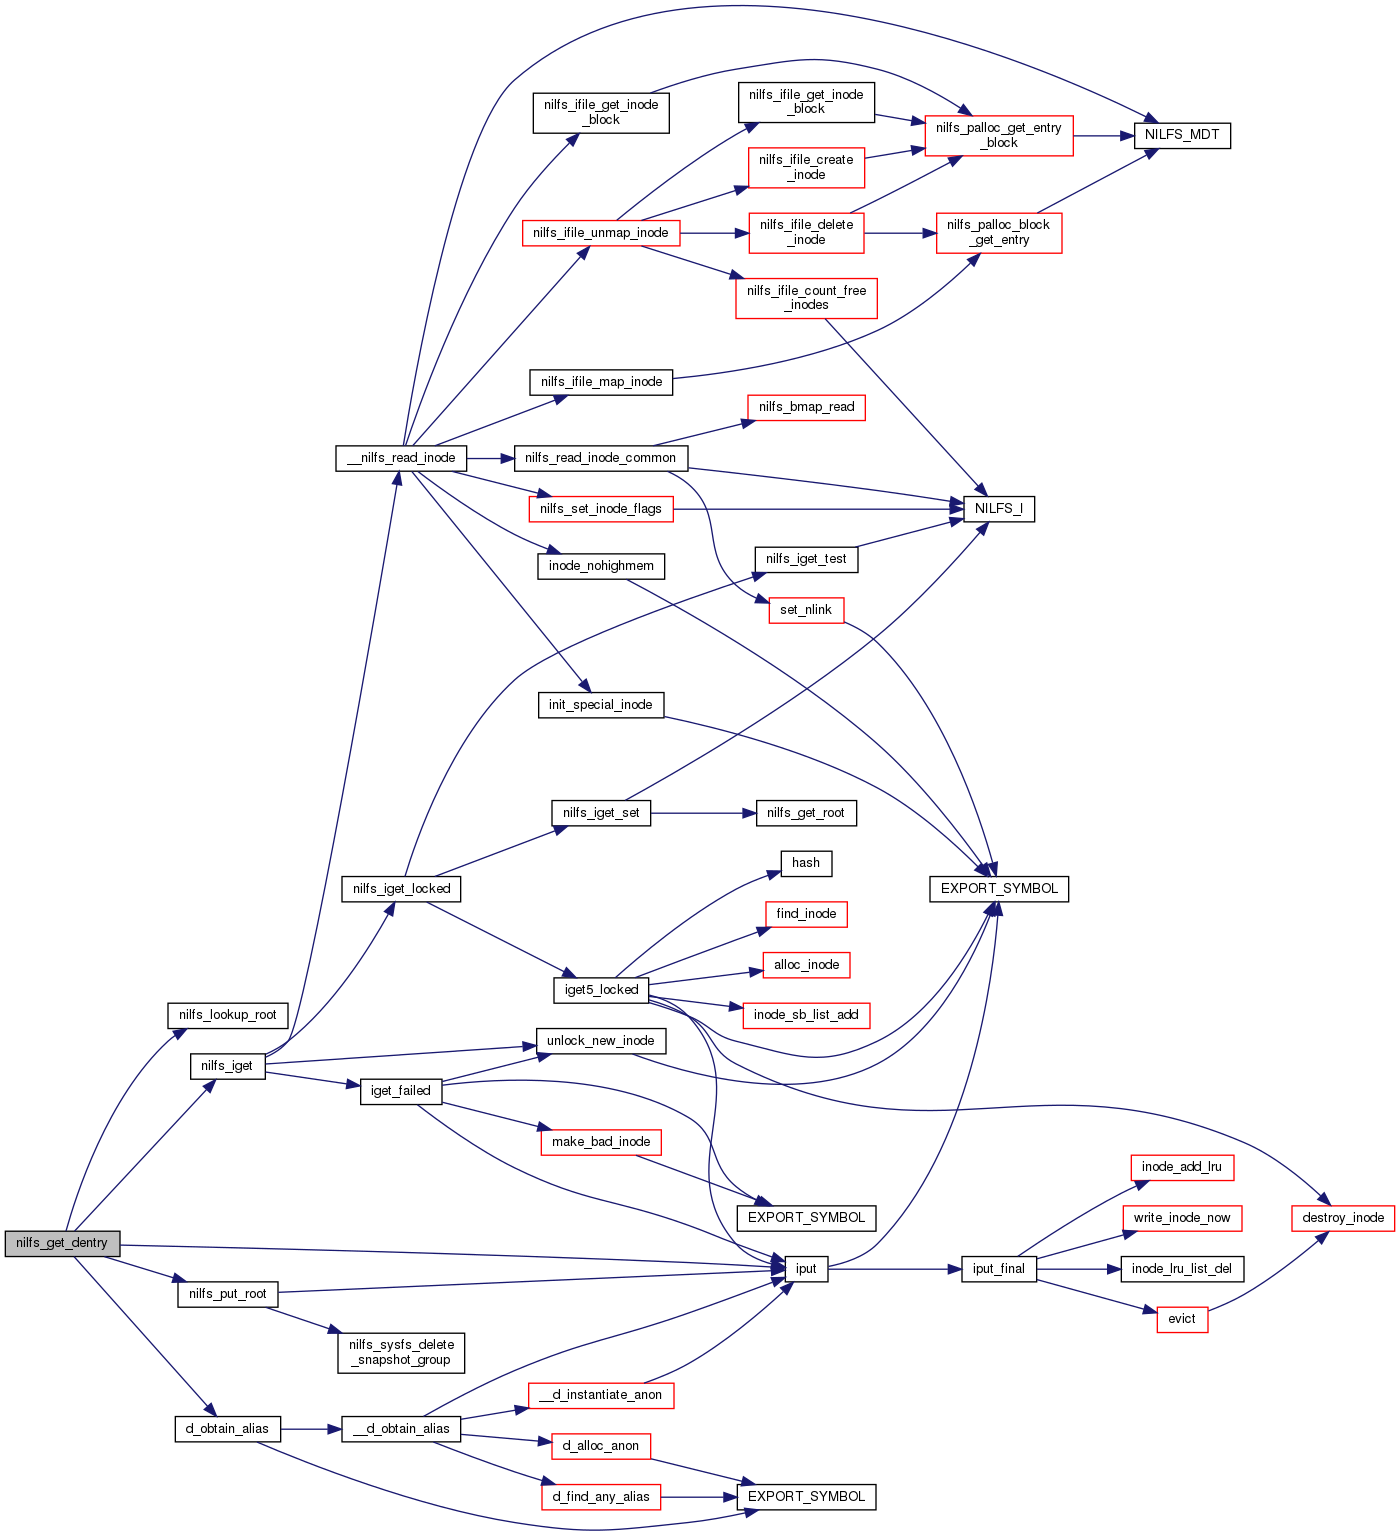 nilfs_ifile_get_inode
_block
nilfs_ifile_get_inode
_block
nilfs_palloc_get_entry
_block
NILFS_MDT
nilfs_ifile_create
_inode
nilfs_ifile_unmap_inode
nilfs_ifile_delete
_inode
nilfs_palloc_block
_get_entry
nilfs_ifile_count_free
_inodes
nilfs_ifile_map_inode
nilfs_bmap_read
__nilfs_read_inode
nilfs_read_inode_common
nilfs_set_inode_flags
NILFS_I
inode_nohighmem
nilfs_iget_test
set_nlink
init_special_inode
nilfs_iget_set
nilfs_get_root
hash
nilfs_iget_locked
EXPORT_SYMBOL
find_inode
alloc_inode
iget5_locked
nilfs_lookup_root
inode_sb_list_add
unlock_new_inode
nilfs_iget
iget_failed
make_bad_inode
inode_add_lru
EXPORT_SYMBOL
write_inode_now
destroy_inode
nilfs_get_dentry
iput
iput_final
inode_lru_list_del
nilfs_put_root
evict
nilfs_sysfs_delete
_snapshot_group
__d_instantiate_anon
d_obtain_alias
__d_obtain_alias
d_alloc_anon
d_find_any_alias
EXPORT_SYMBOL